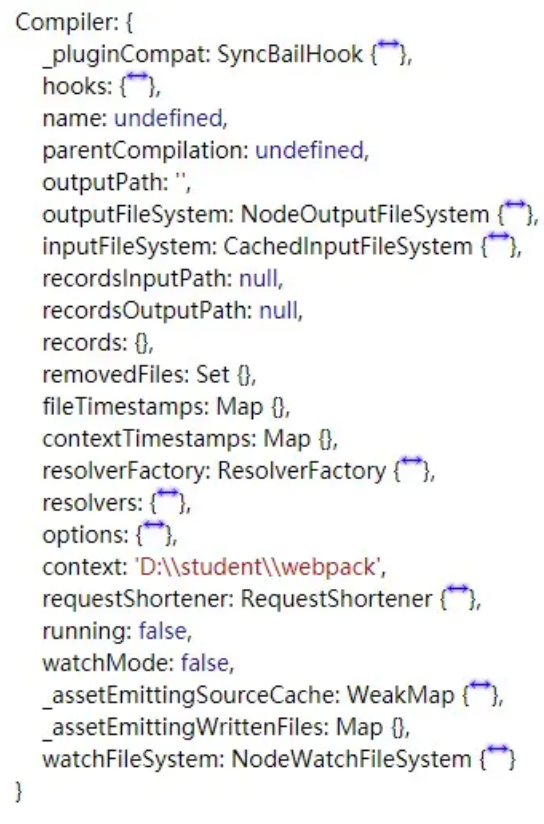 Compiler: {
_pluginCompat: SyncBailHook {↔},
hooks: {↔},
name: undefined,
parentCompilation: undefined,
outputPath: '',
outputFileSystem: NodeOutputFileSystem {↔},
inputFileSystem: CachedInputFileSystem {↔},
recordsInputPath: null,
recordsOutputPath: null,
records: {},
removedFiles: Set {},
fileTimestamps: Map {},
contextTimestamps: Map {},
resolverFactory: ResolverFactory {↔},
resolvers: {↔},
options: {↔},
context: 'D:\\student\\webpack',
requestShortener: RequestShortener {↔},
running: false,
watchMode: false,
_assetEmittingSourceCache: WeakMap {↔},
_assetEmittingWrittenFiles: Map {},
watchFileSystem: NodeWatchFileSystem {↔}
}